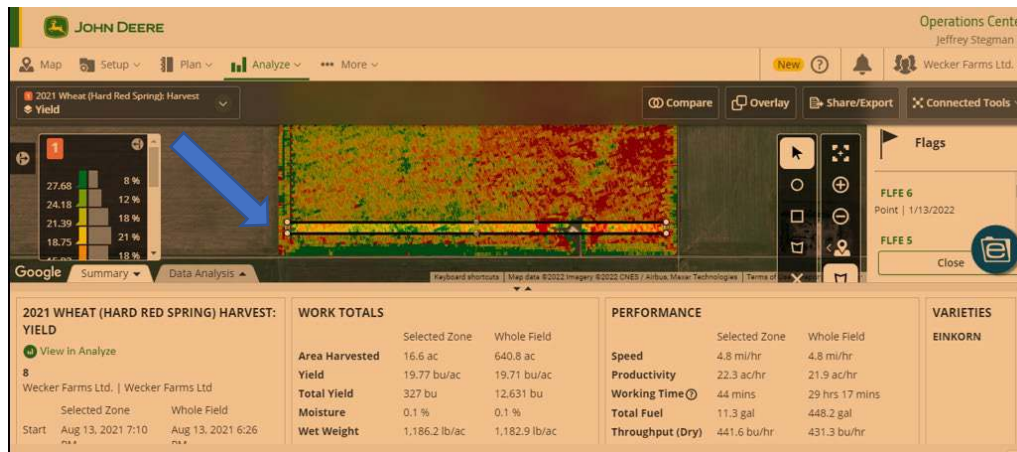 JOHN DEERE
Operations Cente
Jeffrey Stegman
Map Setup Plan Analyze ••• More
New ? Wecker Farms Ltd.
1 2021 Wheat (Hard Red Spring): Harvest
Yield
Compare Overlay Share/Export Connected Tools
1
27.68 8 %
24.18 12 %
21.39 18 %
18.75 21 %
18 %
Flags
FLFE 6
Point | 1/13/2022
FLFE 5
Close
Google Summary Data Analysis
Keyboard shortcuts Map data ©2022 Imagery ©2022 CNES / Airbus, Maxar Technologies Terms of
2021 WHEAT (HARD RED SPRING) HARVEST:
YIELD
View in Analyze
8
Wecker Farms Ltd. | Wecker Farms Ltd
Selected Zone Whole Field
Start Aug 13, 2021 7:10 Aug 13, 2021 6:26
PM PM
WORK TOTALS
Selected Zone Whole Field
Area Harvested 16.6 ac 640.8 ac
Yield 19.77 bu/ac 19.71 bu/ac
Total Yield 327 bu 12,631 bu
Moisture 0.1 % 0.1 %
Wet Weight 1,186.2 lb/ac 1,182.9 lb/ac
PERFORMANCE
Selected Zone Whole Field
Speed 4.8 mi/hr 4.8 mi/hr
Productivity 22.3 ac/hr 21.9 ac/hr
Working Time 44 mins 29 hrs 17 mins
Total Fuel 11.3 gal 448.2 gal
Throughput (Dry) 441.6 bu/hr 431.3 bu/hr
VARIETIES
EINKORN